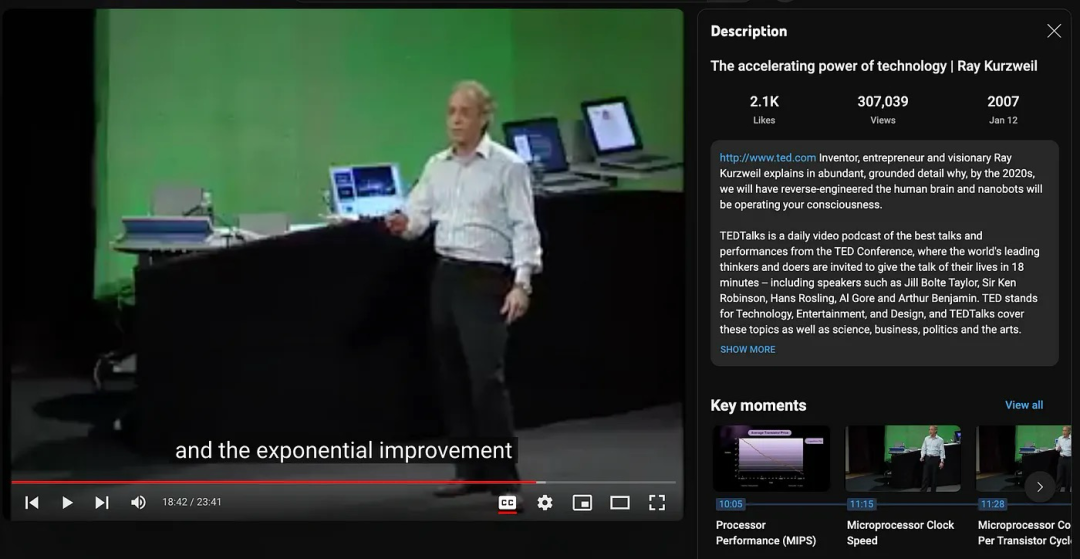 and the exponential improvement
18:42 / 23:41
CC
Description
The accelerating power of technology | Ray Kurzweil
2.1K
Likes
307,039
Views
2007
Jan 12
http://www.ted.com Inventor, entrepreneur and visionary Ray
Kurzweil explains in abundant, grounded detail why, by the 2020s,
we will have reverse-engineered the human brain and nanobots will
be operating your consciousness.
TEDTalks is a daily video podcast of the best talks and
performances from the TED Conference, where the world's leading
thinkers and doers are invited to give the talk of their lives in 18
minutes – including speakers such as Jill Bolte Taylor, Sir Ken
Robinson, Hans Rosling, Al Gore and Arthur Benjamin. TED stands
for Technology, Entertainment, and Design, and TEDTalks cover
these topics as well as science, business, politics and the arts.
SHOW MORE
Key moments
View all
10:05
Processor
Performance (MIPS)
11:15
Microprocessor Clock
Speed
11:28
Microprocessor Co
Per Transistor Cycl